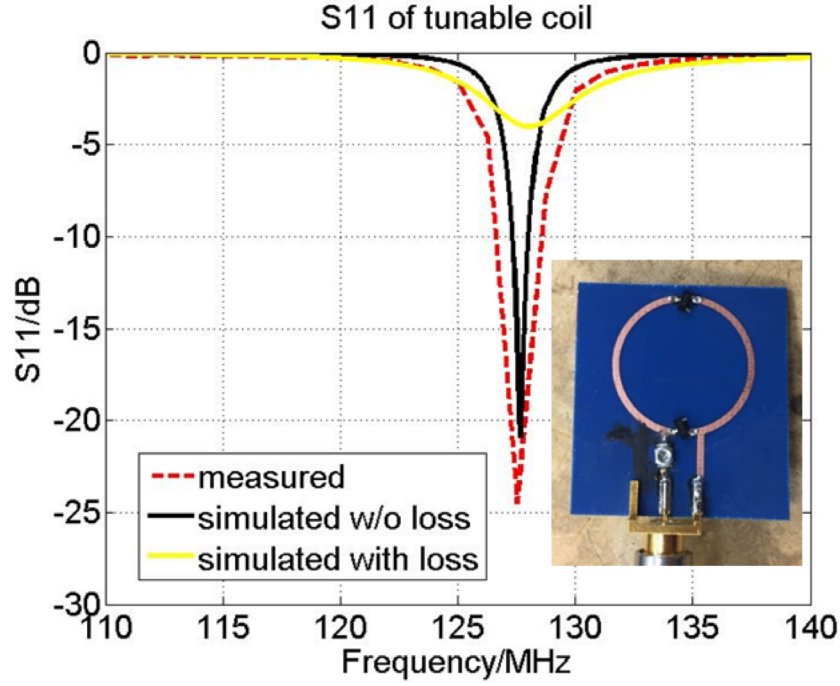 S11 of tunable coil
0
-5
-10
-15
-20
-25
-30
S11/dB
measured
simulated w/o loss
simulated with loss
110
115
120
125
130
135
140
Frequency/MHz